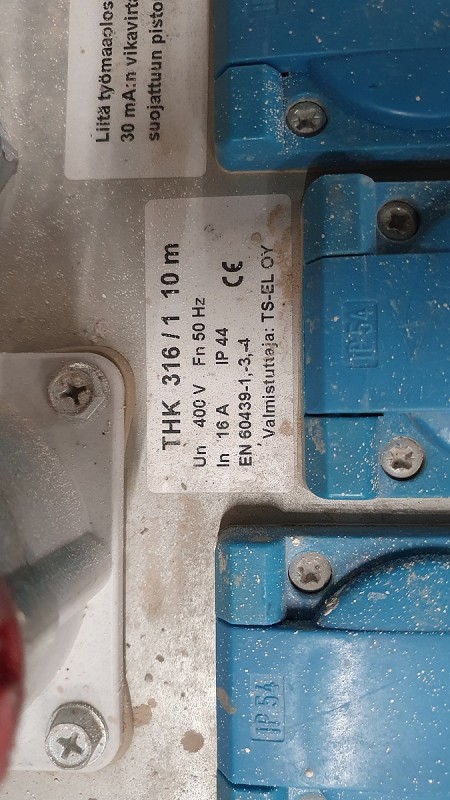 Liitä työmaaolos
30 mA:n vikavirta
suojattuun pisto
THK 316/1 10 m
Un 400 V Fn 50 Hz
In 16 A IP 44 CE
EN 60439-1,-3,-4
Valmistuttaja: TS-EL OY
IP 54
IP 54